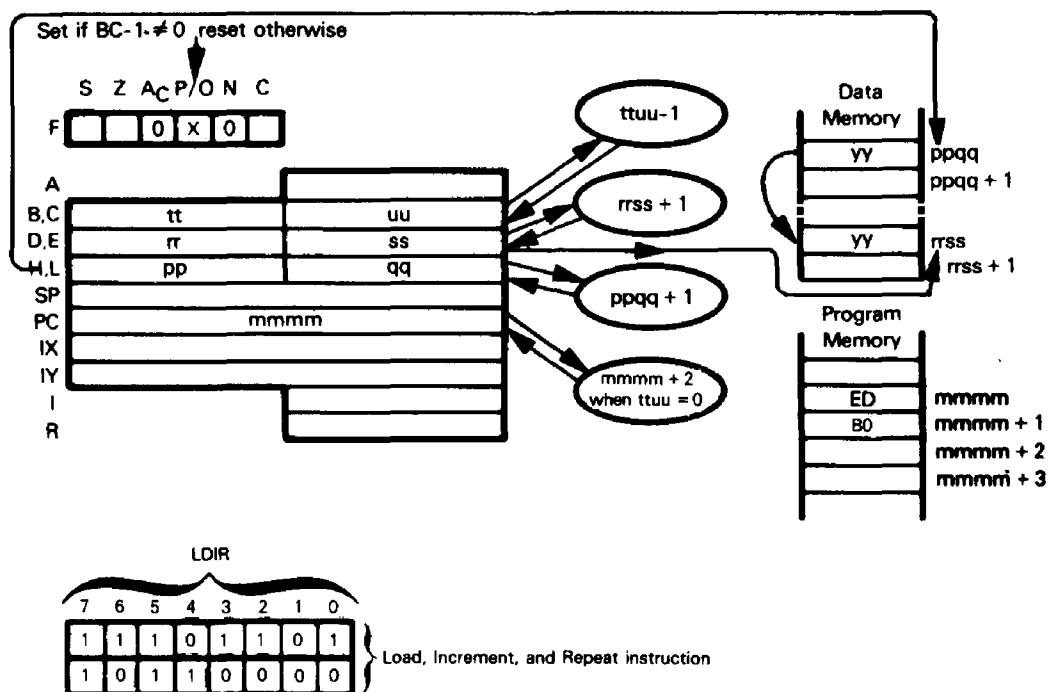 Set if BC-1 ≠ 0 reset otherwise
S Z AC P/O N C
F 0 X 0
A
B,C tt uu
D,E rr ss
H,L pp qq
SP
PC mmmm
IX
IY
I
R
ttuu-1
rrss + 1
ppqq + 1
mmmm + 2
when ttuu = 0
Data
Memory
yy ppqq
ppqq + 1
yy rrss
rrss + 1
Program
Memory
ED mmmm
B0 mmmm + 1
mmmm + 2
mmmm + 3
LDIR
7 6 5 4 3 2 1 0
1 1 1 0 1 1 0 1
1 0 1 1 0 0 0 0
Load, Increment, and Repeat instruction